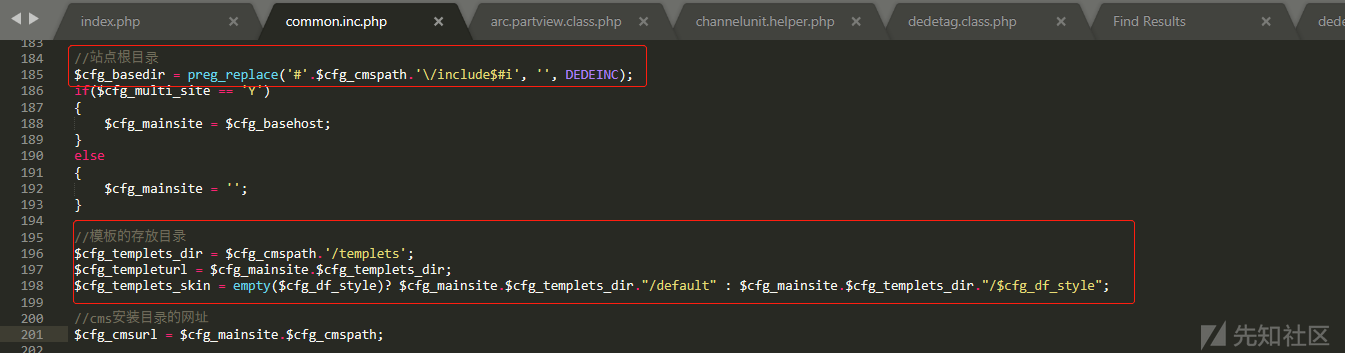 index.php × common.inc.php × arc.partview.class.php × channelunit.helper.php × dedetag.class.php × Find Results × dede
183
184 //站点根目录
185 $cfg_basedir = preg_replace('#'.$cfg_cmspath.'\/include$#i', '', DEDEINC);
186 if($cfg_multi_site == 'Y')
187 {
188 $cfg_mainsite = $cfg_basehost;
189 }
190 else
191 {
192 $cfg_mainsite = '';
193 }
194
195 //模板的存放目录
196 $cfg_templets_dir = $cfg_cmspath.'/templets';
197 $cfg_templeturl = $cfg_mainsite.$cfg_templets_dir;
198 $cfg_templets_skin = empty($cfg_df_style)? $cfg_mainsite.$cfg_templets_dir."/default" : $cfg_mainsite.$cfg_templets_dir."/$cfg_df_style";
199
200 //cms安装目录的网址
201 $cfg_cmsurl = $cfg_mainsite.$cfg_cmspath;
202
先知社区